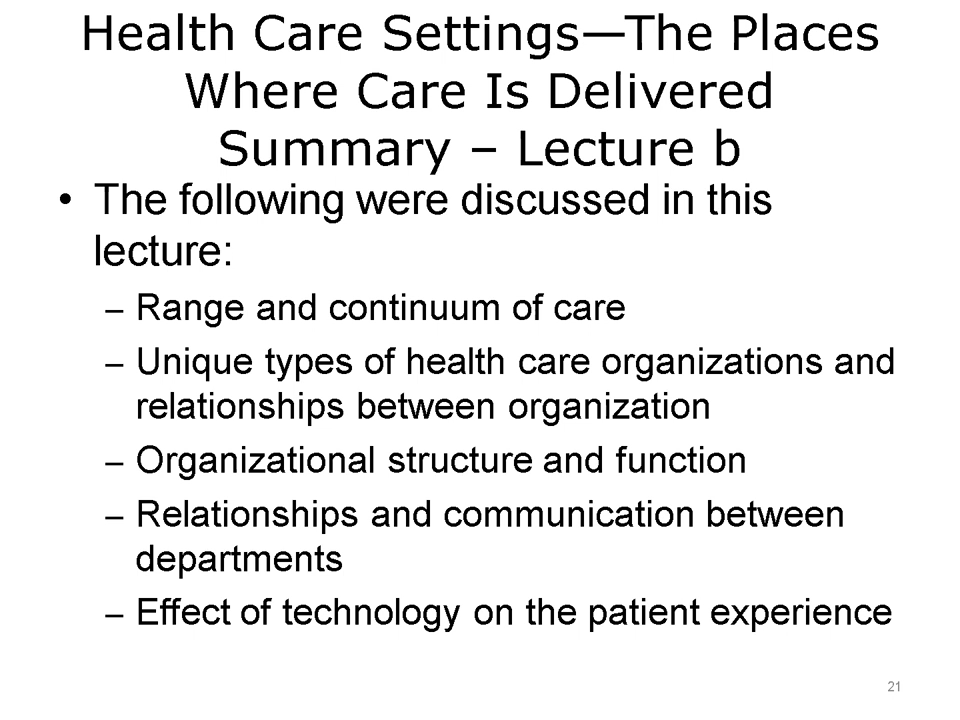 Health Care Settings—The Places
Where Care Is Delivered
Summary – Lecture b
• The following were discussed in this
lecture:
– Range and continuum of care
– Unique types of health care organizations and
relationships between organization
– Organizational structure and function
– Relationships and communication between
departments
– Effect of technology on the patient experience
21